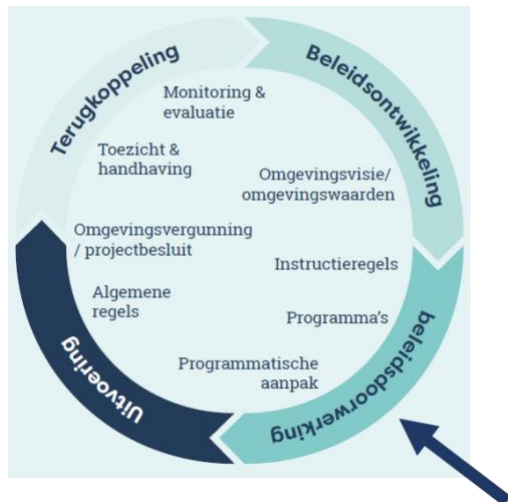 Terugkoppeling
Beleidsontwikkeling
Monitoring &
evaluatie
Toezicht &
handhaving
Omgevingsvisie/
omgevingswaarden
Omgevingsvergunning
/ projectbesluit
Instructieregels
Algemene
regels
Programma's
Programmatische
aanpak
Uitvoering
beleidsdoorwerking